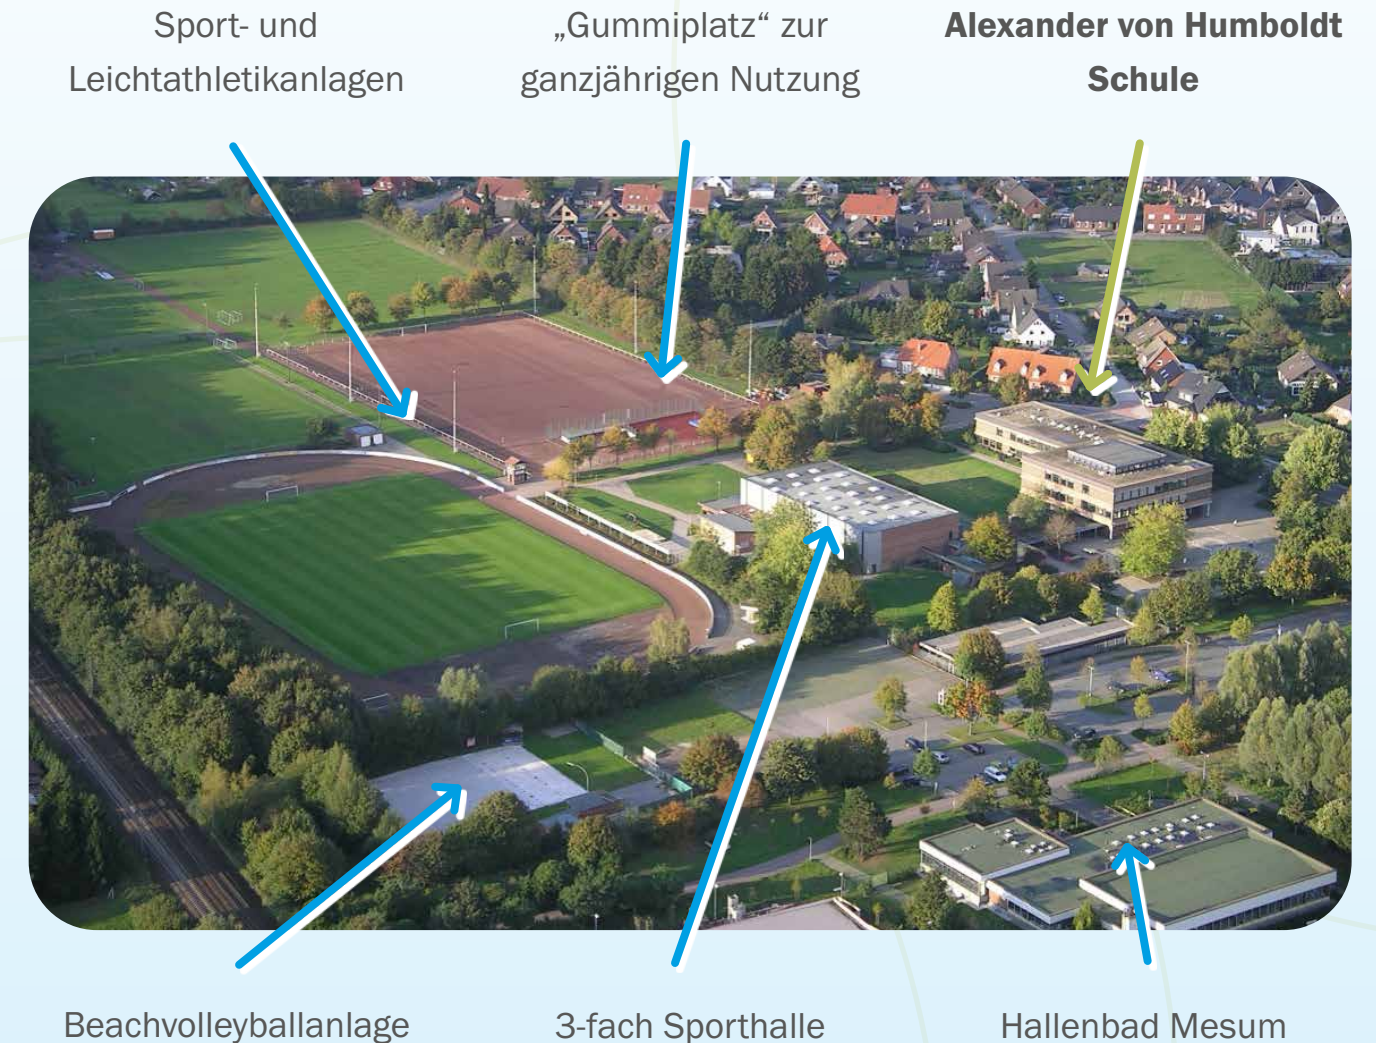 Sport- und
Leichtathletikanlagen
„Gummiplatz“ zur
ganzjährigen Nutzung
Alexander von Humboldt
Schule
Beachvolleyballanlage
3-fach Sporthalle
Hallenbad Mesum